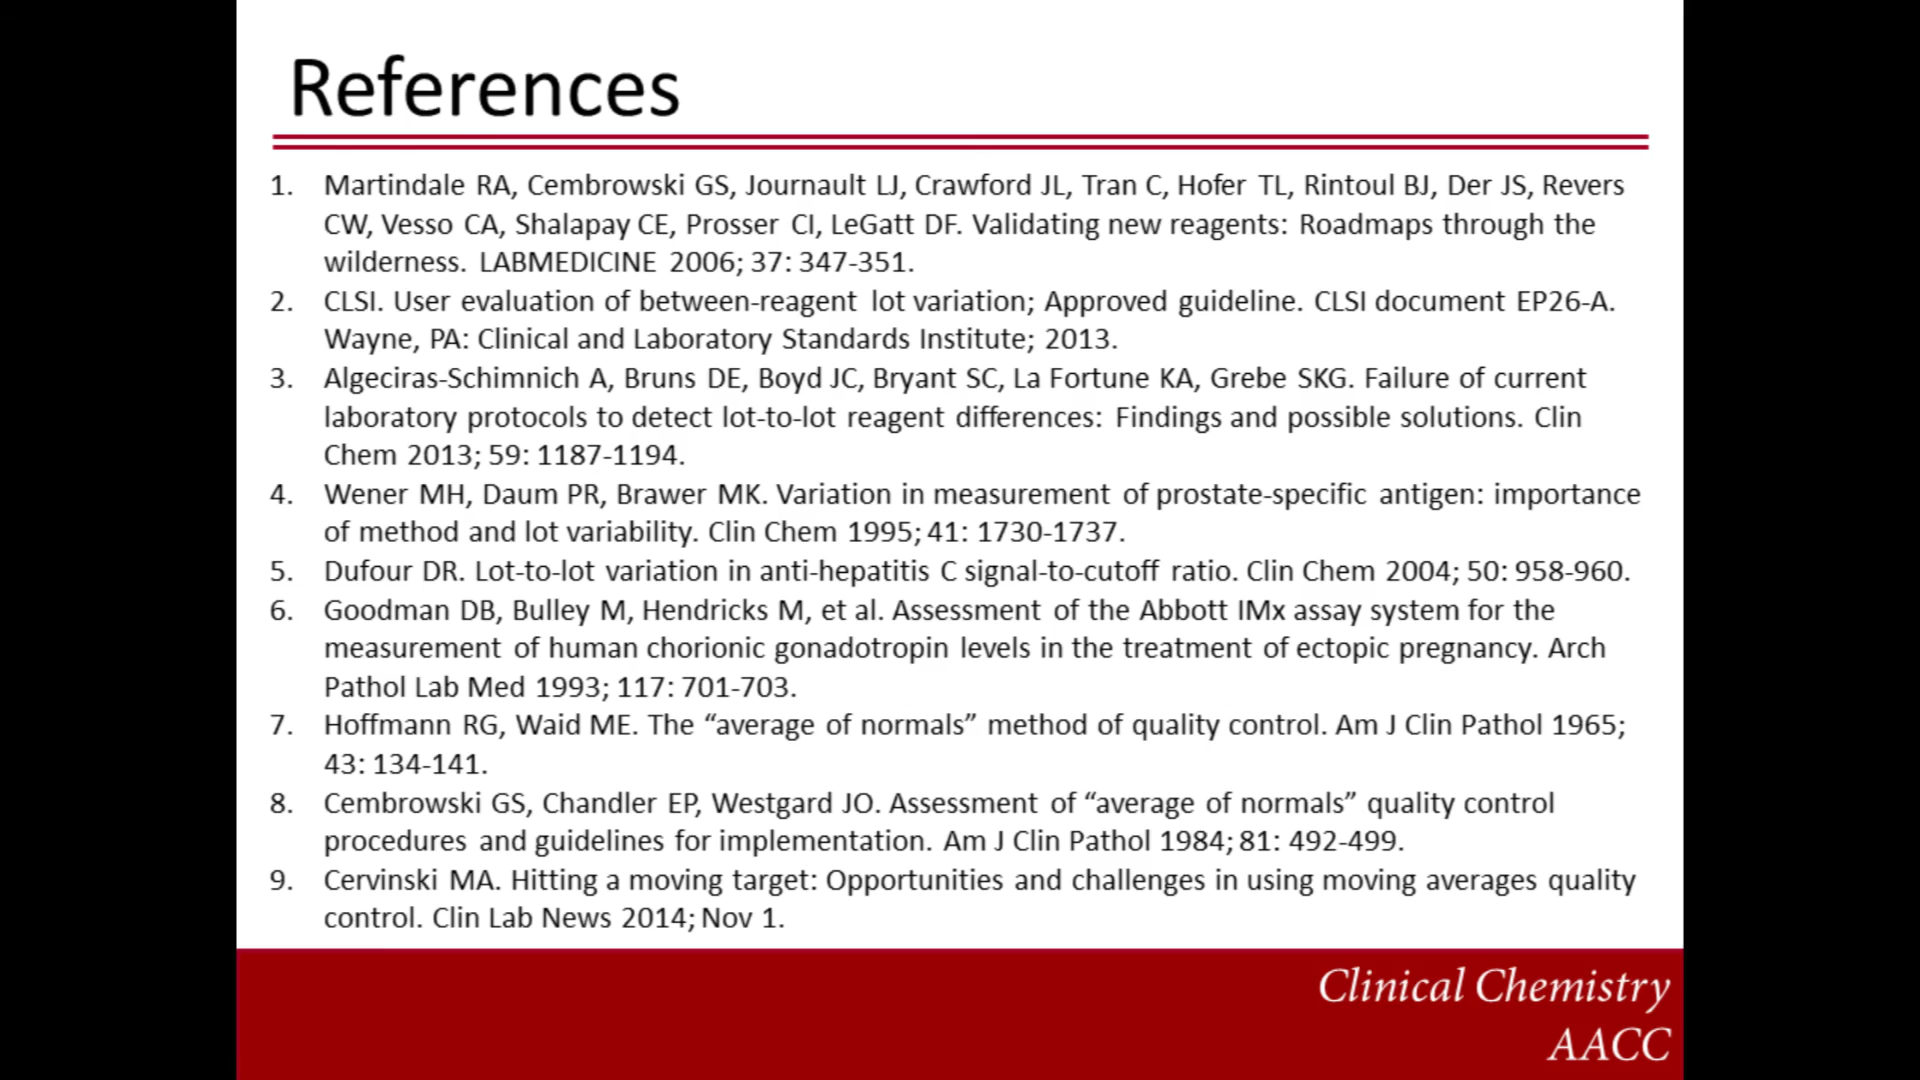 References
1. Martindale RA, Cembrowski GS, Journault LJ, Crawford JL, Tran C, Hofer TL, Rintoul BJ, Der JS, Revers
CW, Vesso CA, Shalapay CE, Prosser CI, LeGatt DF. Validating new reagents: Roadmaps through the
wilderness. LABMEDICINE 2006; 37: 347-351.
2. CLSI. User evaluation of between-reagent lot variation; Approved guideline. CLSI document EP26-A.
Wayne, PA: Clinical and Laboratory Standards Institute; 2013.
3. Algeciras-Schimnich A, Bruns DE, Boyd JC, Bryant SC, La Fortune KA, Grebe SKG. Failure of current
laboratory protocols to detect lot-to-lot reagent differences: Findings and possible solutions. Clin
Chem 2013; 59: 1187-1194.
4. Wener MH, Daum PR, Brawer MK. Variation in measurement of prostate-specific antigen: importance
of method and lot variability. Clin Chem 1995; 41: 1730-1737.
5. Dufour DR. Lot-to-lot variation in anti-hepatitis C signal-to-cutoff ratio. Clin Chem 2004; 50: 958-960.
6. Goodman DB, Bulley M, Hendricks M, et al. Assessment of the Abbott IMx assay system for the
measurement of human chorionic gonadotropin levels in the treatment of ectopic pregnancy. Arch
Pathol Lab Med 1993; 117: 701-703.
7. Hoffmann RG, Waid ME. The “average of normals” method of quality control. Am J Clin Pathol 1965;
43: 134-141.
8. Cembrowski GS, Chandler EP, Westgard JO. Assessment of “average of normals” quality control
procedures and guidelines for implementation. Am J Clin Pathol 1984; 81: 492-499.
9. Cervinski MA. Hitting a moving target: Opportunities and challenges in using moving averages quality
control. Clin Lab News 2014; Nov 1.
Clinical Chemistry
AACC